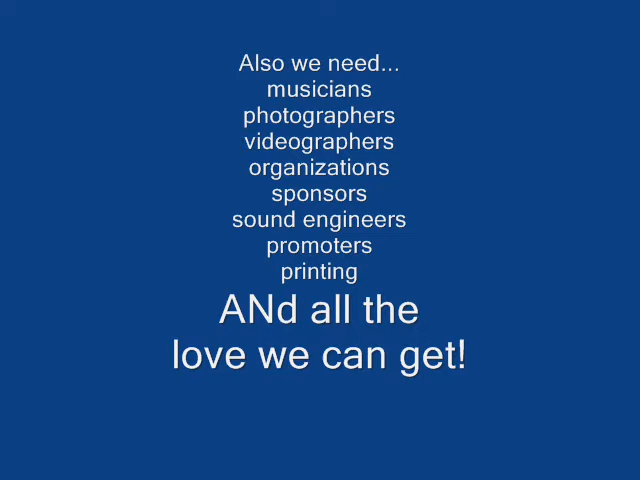 Also we need...
musicians
photographers
videographers
organizations
sponsors
sound engineers
promoters
printing
ANd all the
love we can get!